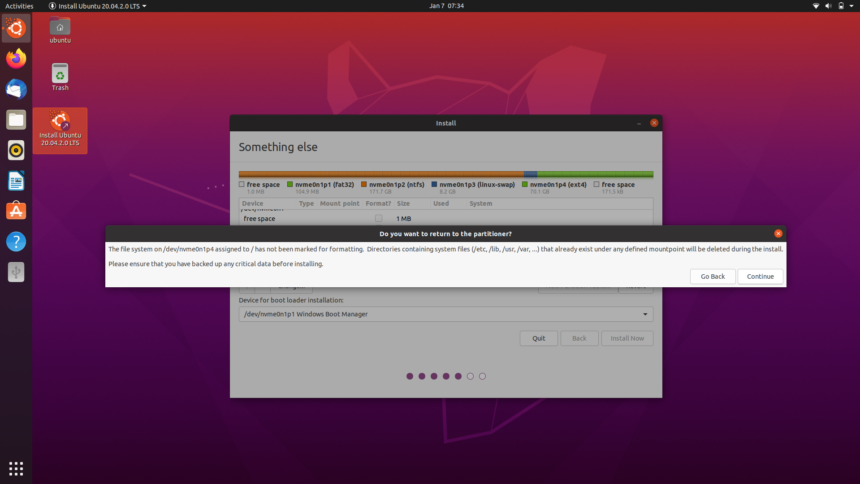 Activities
Install Ubuntu 20.04.2.0 LTS
Jan 7 07:34
ubuntu
Trash
Install Ubuntu
20.04.2.0 LTS
Install
Something else
free space
1.0 MB
nvme0n1p1 (fat32)
104.9 MB
nvme0n1p2 (ntfs)
171.7 GB
nvme0n1p3 (linux-swap)
8.2 GB
nvme0n1p4 (ext4)
free space
Device Type Mount point Format? Size Used System
free space 1 MB
Do you want to return to the partitioner?
The file system on /dev/nvme0n1p4 assigned to / has not been marked for formatting. Directories containing system files (/etc, /lib, /usr, /var, ...) that already exist under any defined mountpoint will be deleted during the install.
Please ensure that you have backed up any critical data before installing.
Go Back
Continue
Device for boot loader installation:
/dev/nvme0n1p1 Windows Boot Manager
Quit
Back
Install Now